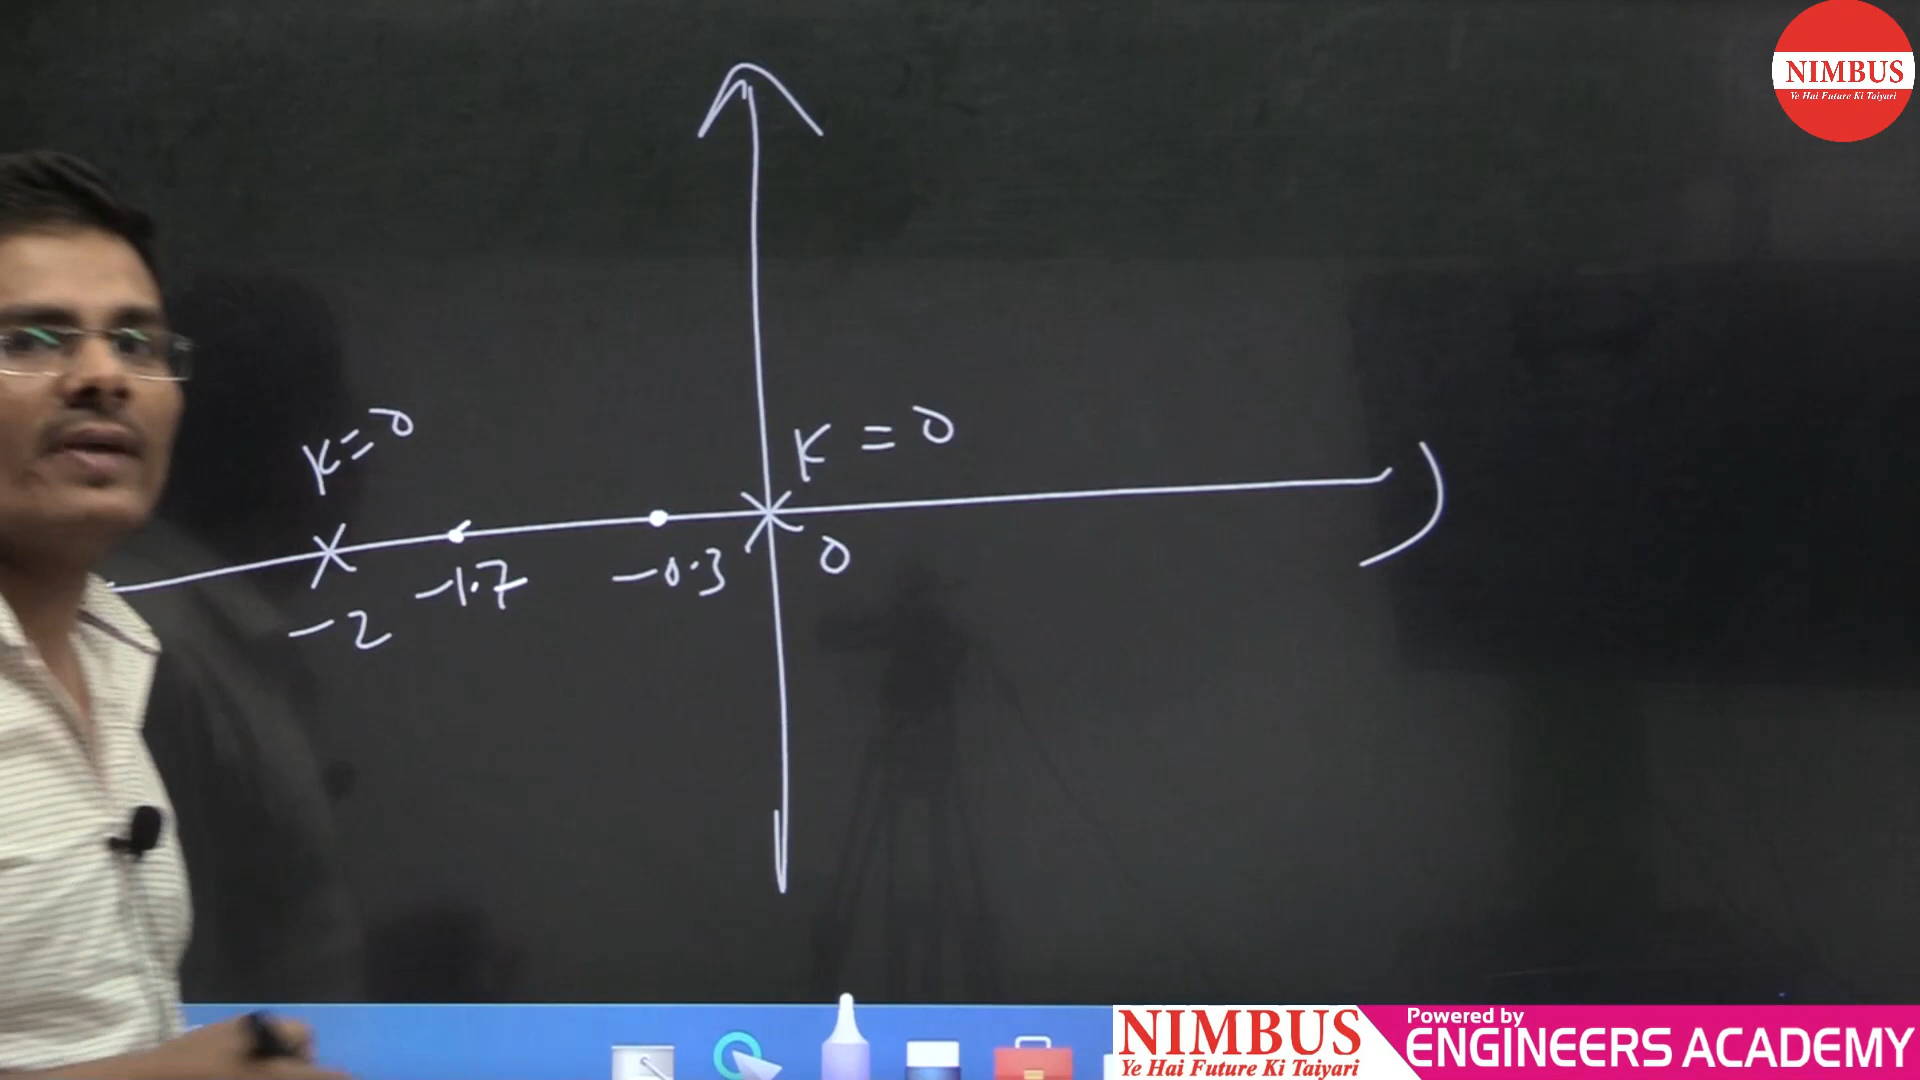 NIMBUS
Ye Hai Future Ki Taiyari
K=0
K = 0
-2
-1.7
-0.3
0
NIMBUS
Ye Hai Future Ki Taiyari
Powered by
ENGINEERS ACADEMY